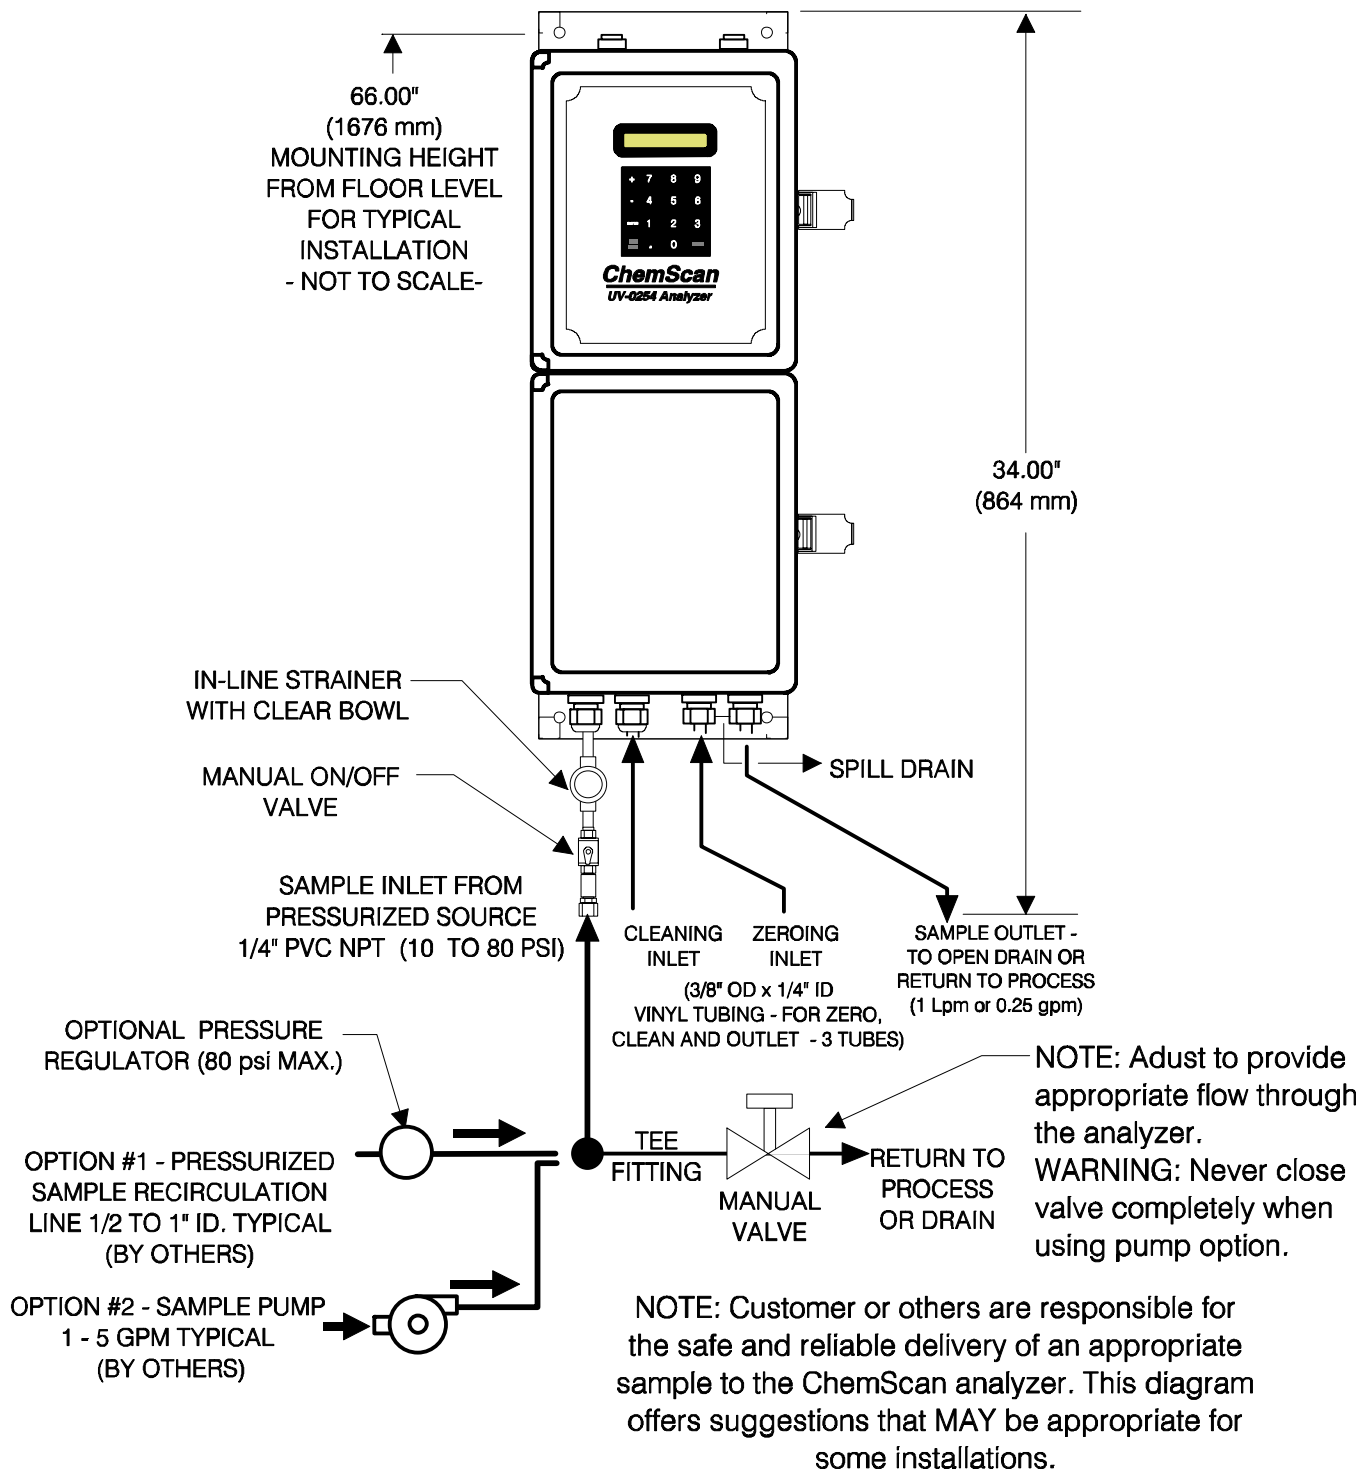 66.00"
(1676 mm)
MOUNTING HEIGHT
FROM FLOOR LEVEL
FOR TYPICAL
INSTALLATION
- NOT TO SCALE-
+ 7 8 9
- 4 5 6
1 2 3
. 0
ChemScan
UV-0254 Analyzer
34.00"
(864 mm)
IN-LINE STRAINER
WITH CLEAR BOWL
MANUAL ON/OFF
VALVE
SPILL DRAIN
SAMPLE INLET FROM
PRESSURIZED SOURCE
1/4" PVC NPT (10 TO 80 PSI)
CLEANING
INLET
ZEROING
INLET
(3/8" OD x 1/4" ID
VINYL TUBING - FOR ZERO,
CLEAN AND OUTLET - 3 TUBES)
SAMPLE OUTLET -
TO OPEN DRAIN OR
RETURN TO PROCESS
(1 Lpm or 0.25 gpm)
OPTIONAL PRESSURE
REGULATOR (80 psi MAX.)
NOTE: Adust to provide
appropriate flow through
the analyzer.
WARNING: Never close
valve completely when
using pump option.
OPTION #1 - PRESSURIZED
SAMPLE RECIRCULATION
LINE 1/2 TO 1" ID. TYPICAL
(BY OTHERS)
TEE
FITTING
MANUAL
VALVE
RETURN TO
PROCESS
OR DRAIN
OPTION #2 - SAMPLE PUMP
1 - 5 GPM TYPICAL
(BY OTHERS)
NOTE: Customer or others are responsible for
the safe and reliable delivery of an appropriate
sample to the ChemScan analyzer. This diagram
offers suggestions that MAY be appropriate for
some installations.